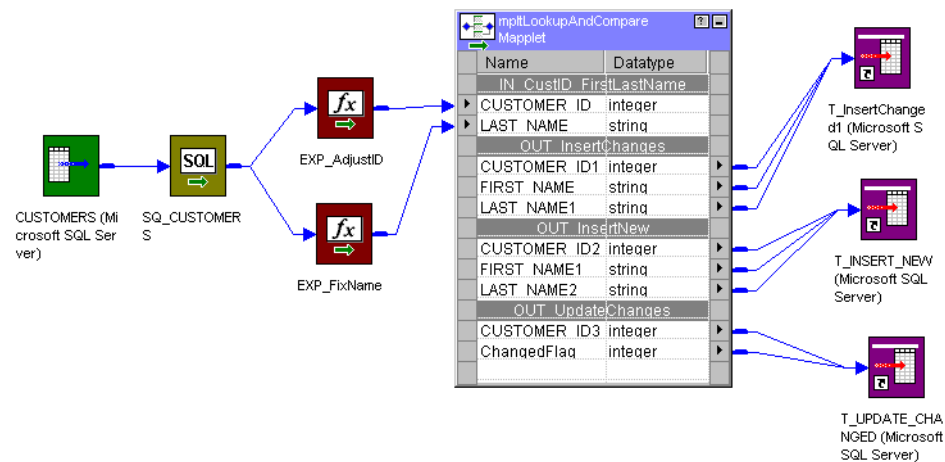 CUSTOMERS (Mi
crosoft SQL Ser
ver)
SQL
SQ_CUSTOMER
S
fx
EXP_AdjustID
fx
EXP_FixName
mpltLookupAndCompare
Mapplet
Name Datatype
IN_CustID_FirstLastName
CUSTOMER_ID integer
LAST_NAME string
OUT_InsertChanges
CUSTOMER_ID1 integer
FIRST_NAME string
LAST_NAME1 string
OUT_InsertNew
CUSTOMER_ID2 integer
FIRST_NAME1 string
LAST_NAME2 string
OUT_UpdateChanges
CUSTOMER_ID3 integer
ChangedFlag integer
T_InsertChange
d1 (Microsoft S
QL Server)
T_INSERT_NEW
(Microsoft SQL
Server)
T_UPDATE_CHA
NGED (Microsoft
SQL Server)